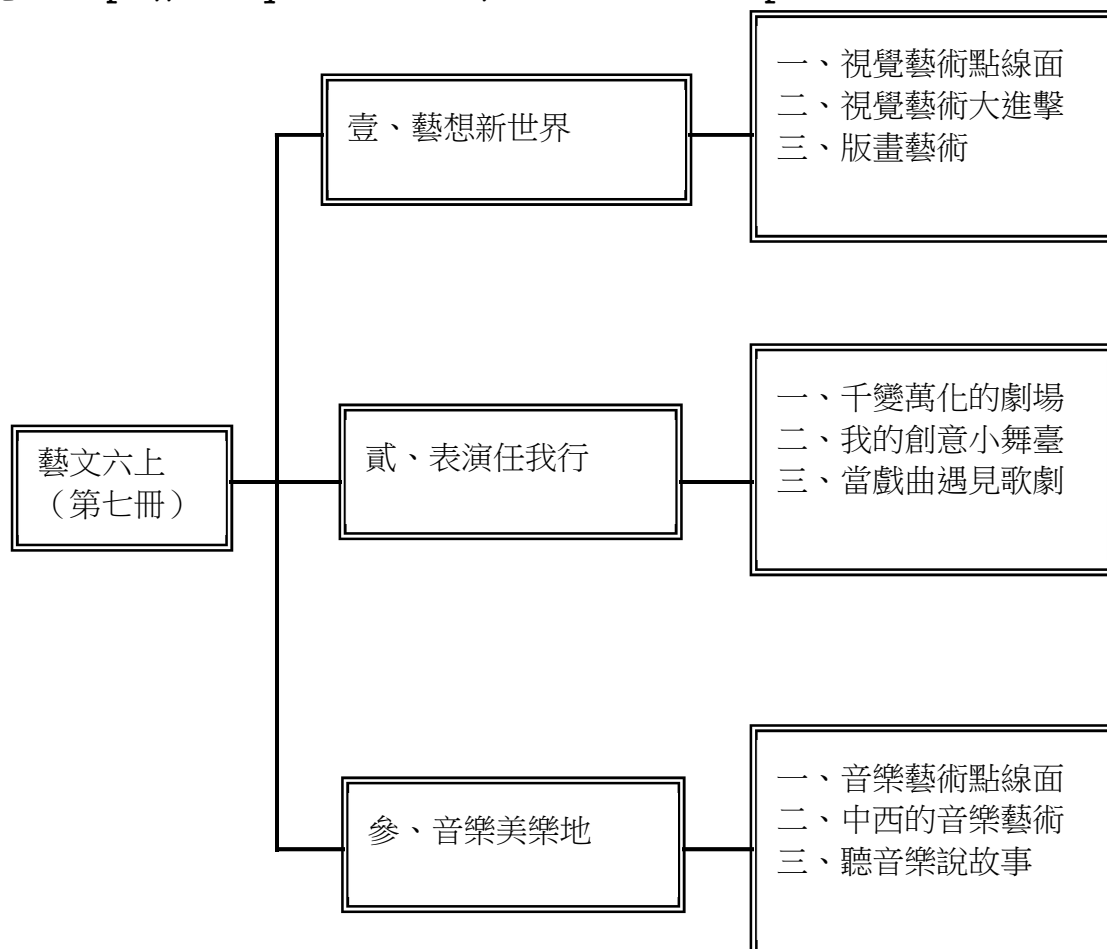 藝文六上
（第七冊）
壹、藝想新世界
一、視覺藝術點線面
二、視覺藝術大進擊
三、版畫藝術
貳、表演任我行
一、千變萬化的劇場
二、我的創意小舞臺
三、當戲曲遇見歌劇
參、音樂美樂地
一、音樂藝術點線面
二、中西的音樂藝術
三、聽音樂說故事